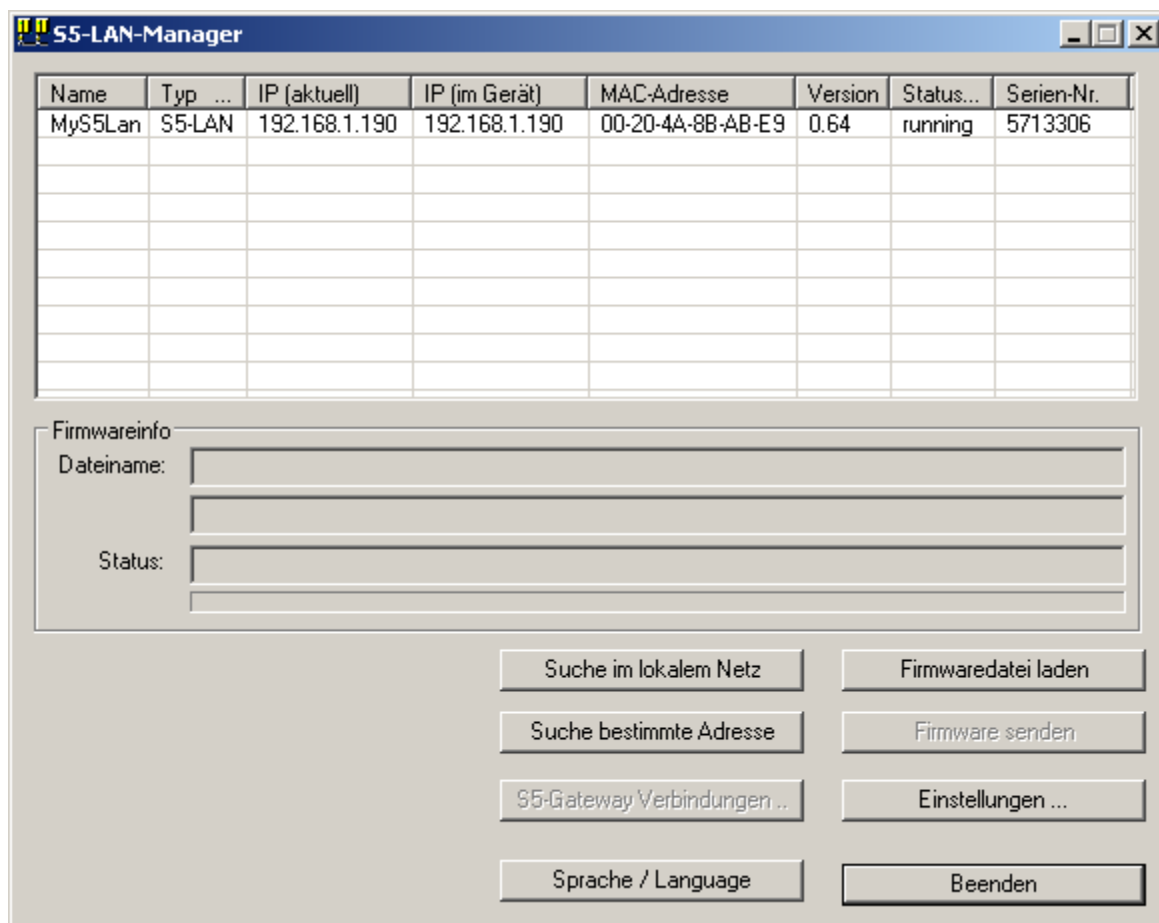 S5-LAN-Manager
Name Typ ... IP (aktuell) IP (im Gerät) MAC-Adresse Version Status... Serien-Nr.
MyS5Lan S5-LAN 192.168.1.190 192.168.1.190 00-20-4A-8B-AB-E9 0.64 running 5713306
Firmwareinfo
Dateiname:
Status:
Suche im lokalem Netz Firmwaredatei laden
Suche bestimmte Adresse Firmware senden
S5-Gateway Verbindungen .. Einstellungen ...
Sprache / Language Beenden